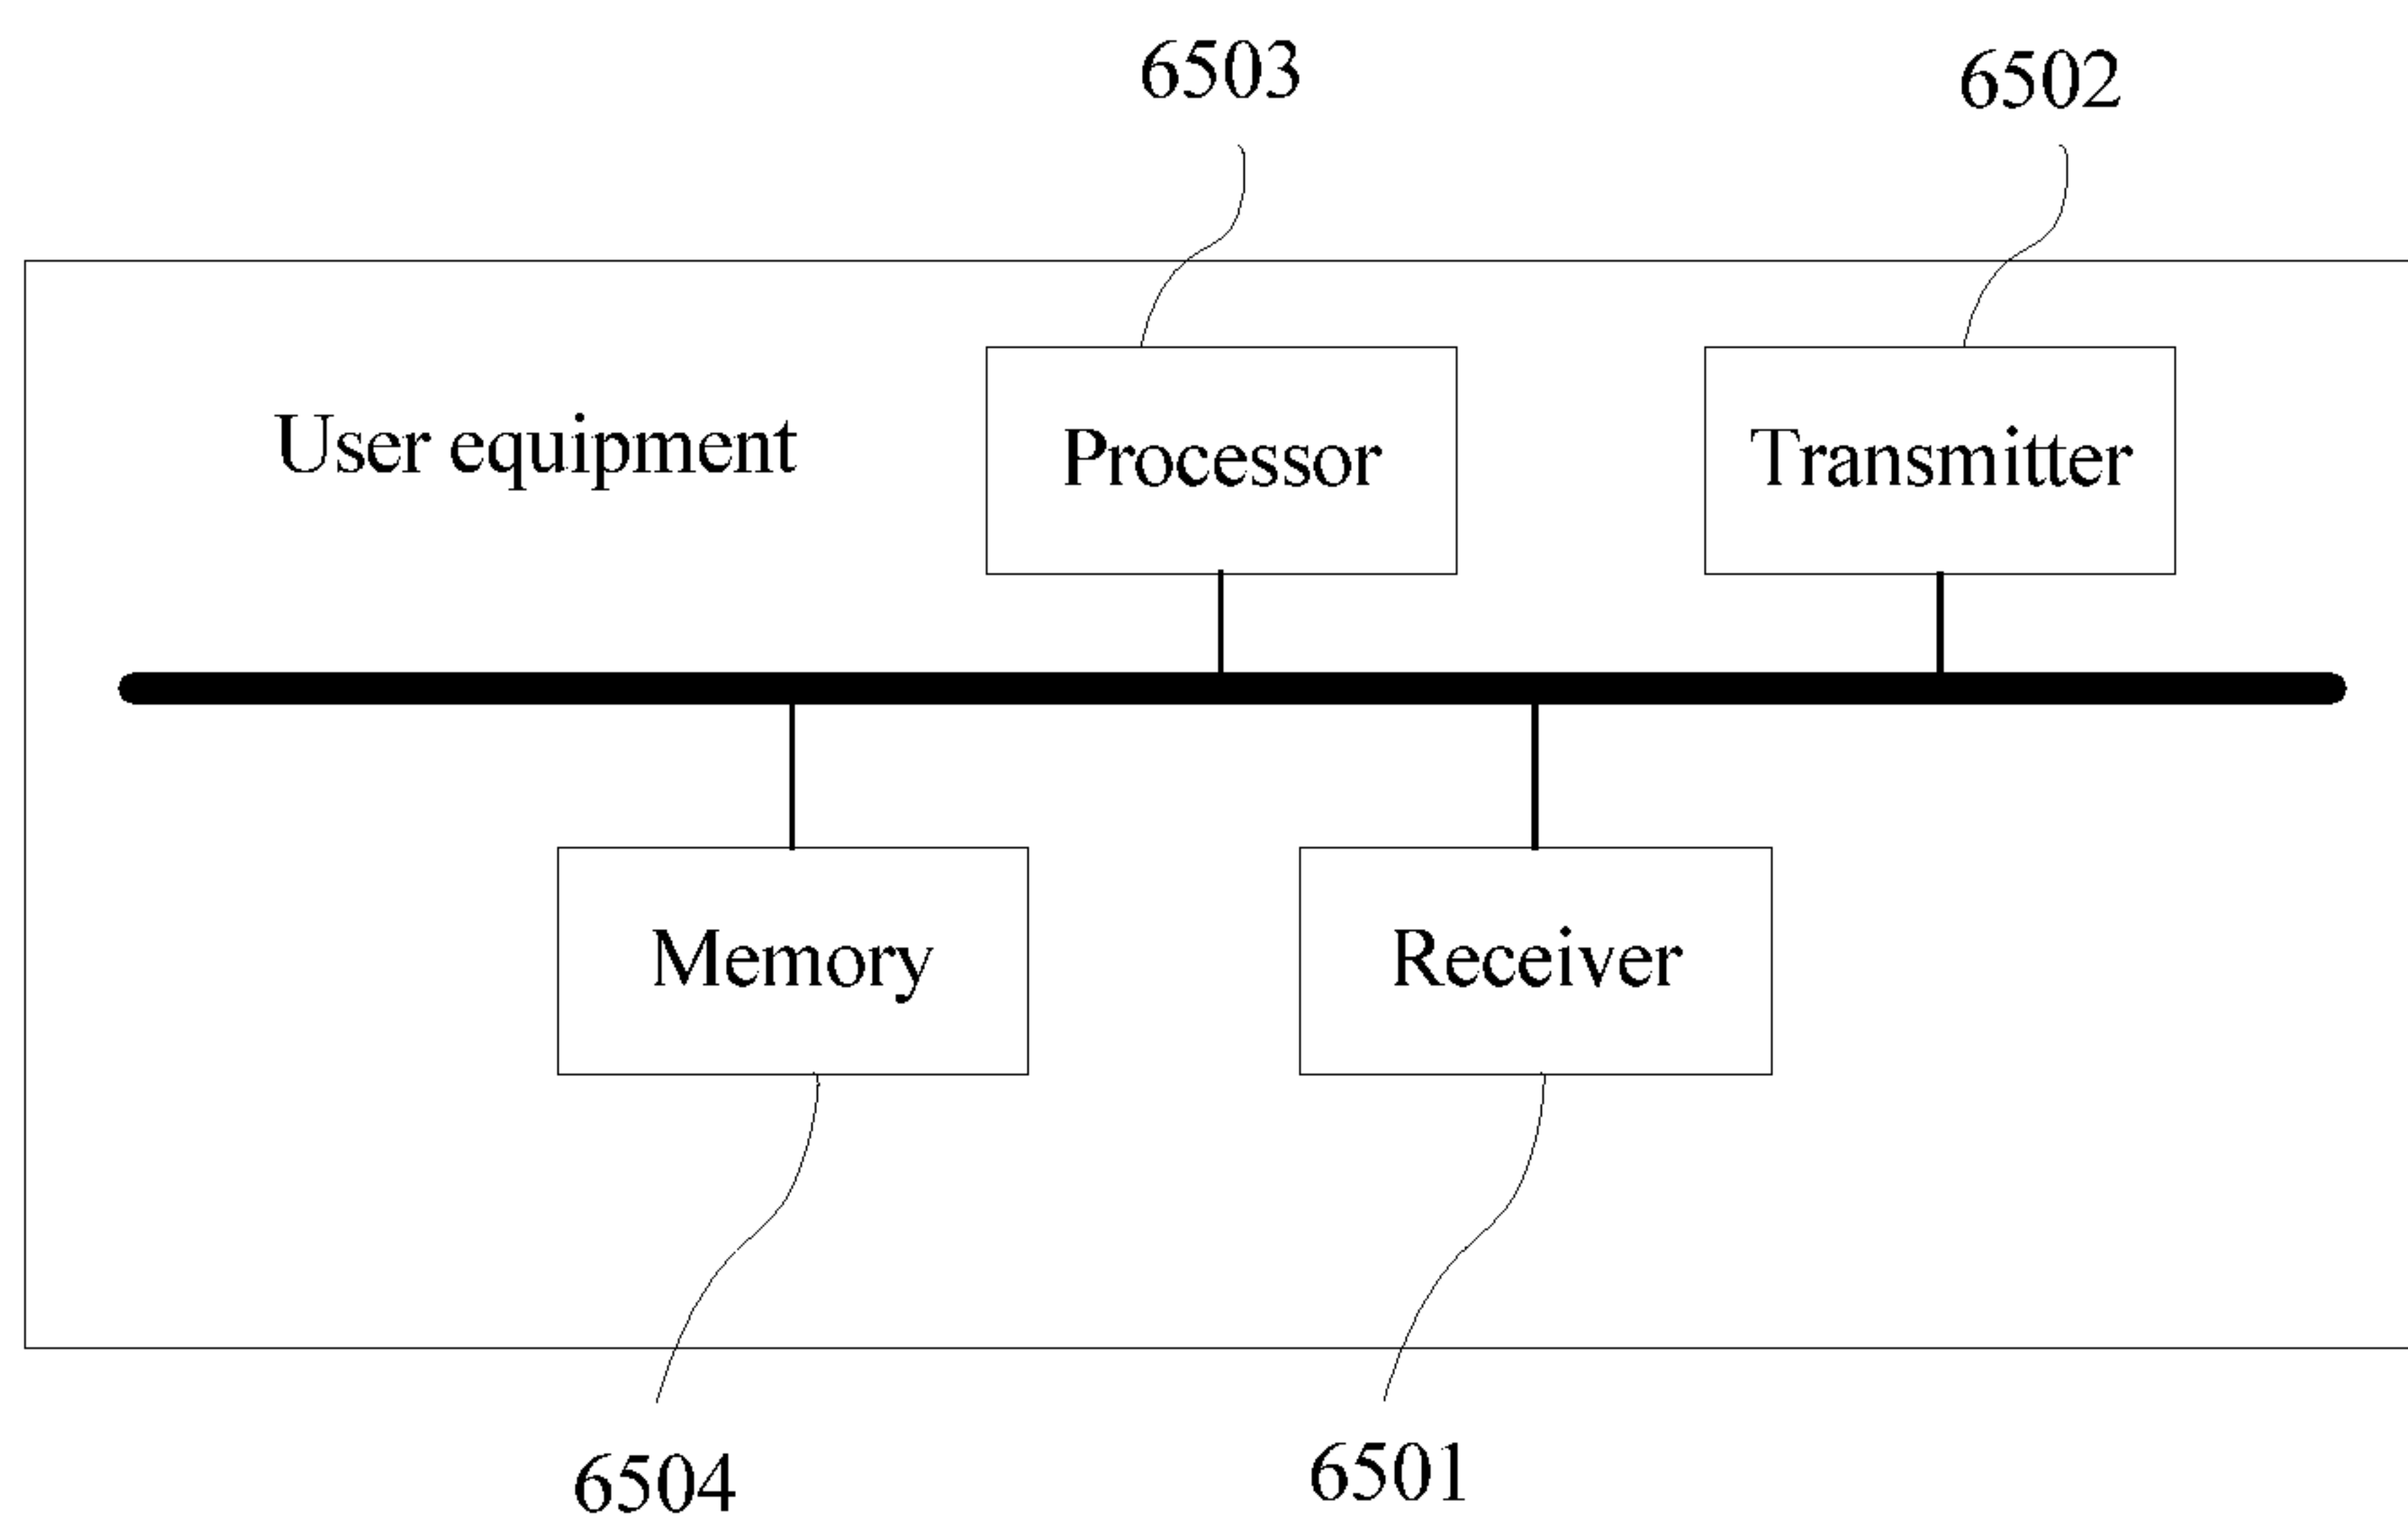 6503
6502
User equipment
Processor
Transmitter
Memory
Receiver
6504
6501